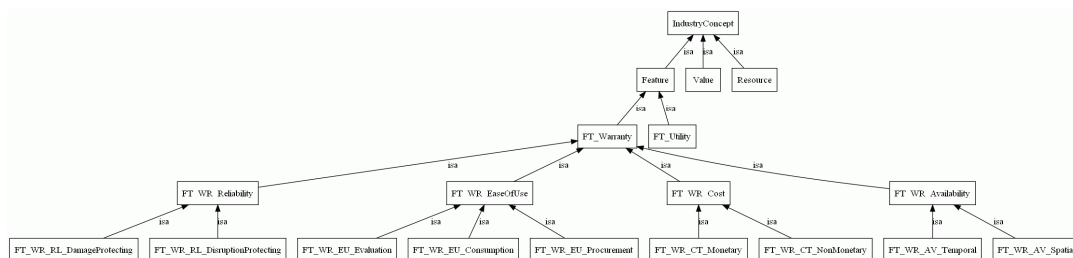 IndustryConcept
isa isa isa
Feature Value Resource
isa isa
FT_Warranty FT_Utility
isa isa isa isa
FT_WR_Reliability FT_WR_EaseOfUse FT_WR_Cost FT_WR_Availability
isa isa isa isa isa isa isa isa isa
FT_WR_RL_DamageProtecting FT_WR_RL_DisruptionProtecting FT_WR_EU_Evaluation FT_WR_EU_Consumption FT_WR_EU_Procurement FT_WR_CT_Monetary FT_WR_CT_NonMonetary FT_WR_AV_Temporal FT_WR_AV_Spatia